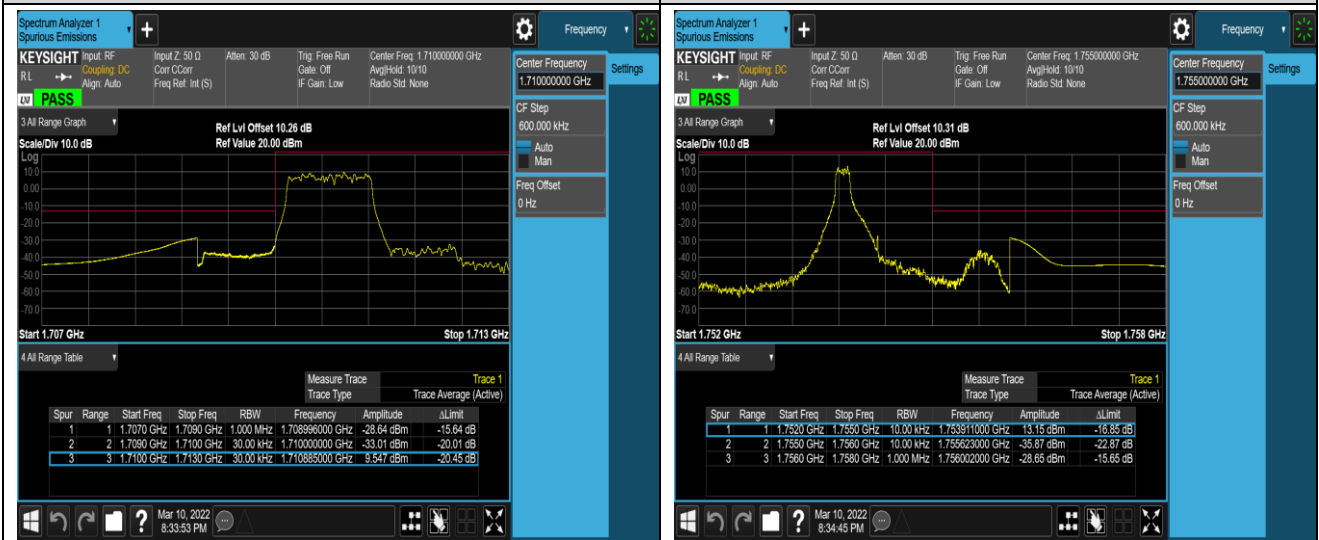 Spectrum Analyzer 1
Spurious Emissions
+
Frequency
KEYSIGHT Input: RF Input Z: 50 Ω Atten: 30 dB Trig: Free Run Center Freq: 1.710000000 GHz
RL Coupling: DC Corr CCorr Gate: Off Avg|Hold: 10/10
Align: Auto Freq Ref: Int (S) IF Gain: Low Radio Std: None
LXI PASS
Center Frequency
1.710000000 GHz
Settings
CF Step
600.000 kHz
Auto
Man
Freq Offset
0 Hz
3 All Range Graph
Ref Lvl Offset 10.26 dB
Scale/Div 10.0 dB Ref Value 20.00 dBm
Log
10.0
0.00
-10.0
-20.0
-30.0
-40.0
-50.0
-60.0
-70.0
Start 1.707 GHz Stop 1.713 GHz
4 All Range Table
Measure Trace Trace 1
Trace Type Trace Average (Active)
Spur Range Start Freq Stop Freq RBW Frequency Amplitude ΔLimit
1 1 1.7070 GHz 1.7090 GHz 1.000 MHz 1.708996000 GHz -28.64 dBm -15.64 dB
2 2 1.7090 GHz 1.7100 GHz 30.00 kHz 1.710000000 GHz -33.01 dBm -20.01 dB
3 3 1.7100 GHz 1.7130 GHz 30.00 kHz 1.710885000 GHz 9.547 dBm -20.45 dB
? Mar 10, 2022
8:33:53 PM
Spectrum Analyzer 1
Spurious Emissions
+
Frequency
KEYSIGHT Input: RF Input Z: 50 Ω Atten: 30 dB Trig: Free Run Center Freq: 1.755000000 GHz
RL Coupling: DC Corr CCorr Gate: Off Avg|Hold: 10/10
Align: Auto Freq Ref: Int (S) IF Gain: Low Radio Std: None
LXI PASS
Center Frequency
1.755000000 GHz
Settings
CF Step
600.000 kHz
Auto
Man
Freq Offset
0 Hz
3 All Range Graph
Ref Lvl Offset 10.31 dB
Scale/Div 10.0 dB Ref Value 20.00 dBm
Log
10.0
0.00
-10.0
-20.0
-30.0
-40.0
-50.0
-60.0
-70.0
Start 1.752 GHz Stop 1.758 GHz
4 All Range Table
Measure Trace Trace 1
Trace Type Trace Average (Active)
Spur Range Start Freq Stop Freq RBW Frequency Amplitude ΔLimit
1 1 1.7520 GHz 1.7550 GHz 10.00 kHz 1.753911000 GHz 13.15 dBm -16.85 dB
2 2 1.7550 GHz 1.7560 GHz 10.00 kHz 1.755623000 GHz -35.87 dBm -22.87 dB
3 3 1.7560 GHz 1.7580 GHz 1.000 MHz 1.756002000 GHz -28.65 dBm -15.65 dB
? Mar 10, 2022
8:34:45 PM